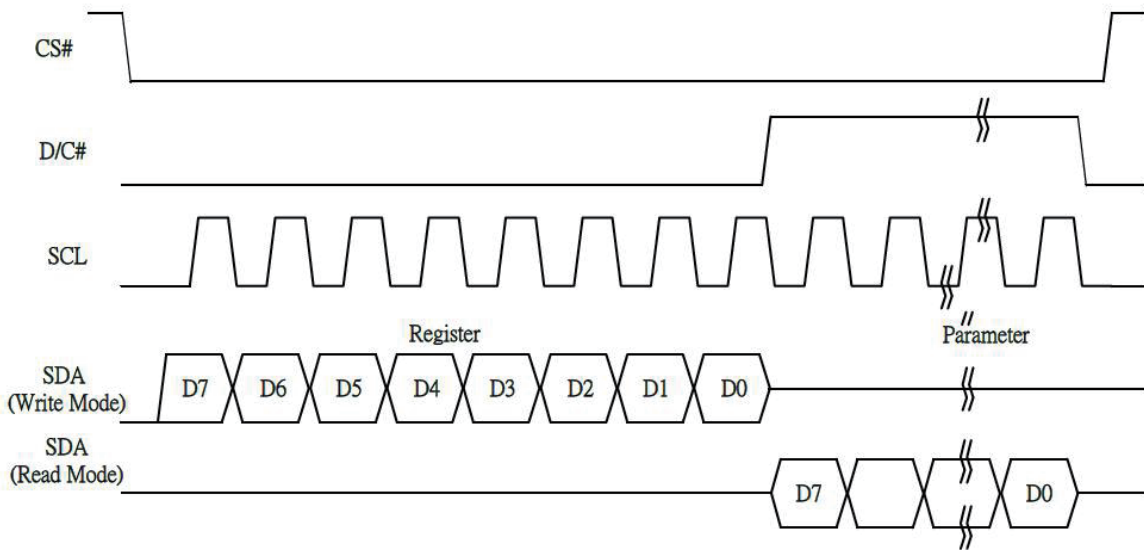 CS#
D/C#
SCL
Register
Parameter
SDA
(Write Mode)
D7 D6 D5 D4 D3 D2 D1 D0
SDA
(Read Mode)
D7 D0